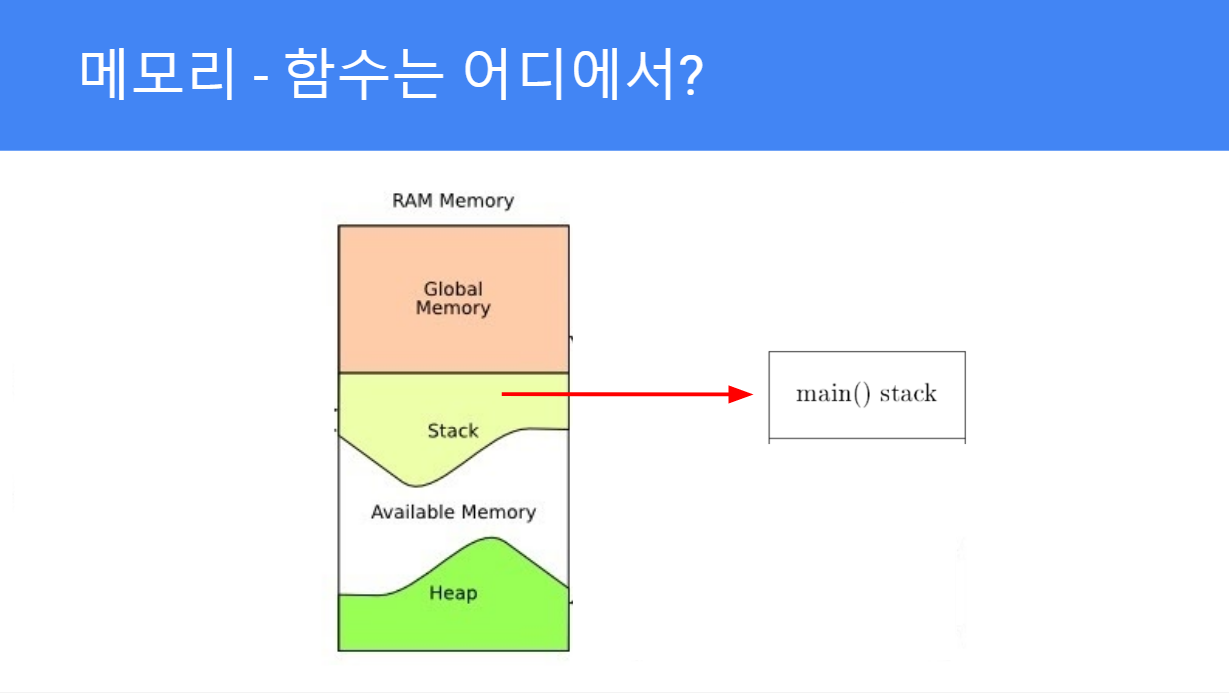 메모리 - 함수는 어디에서?
RAM Memory
Global
Memory
main() stack
Stack
Available Memory
Heap